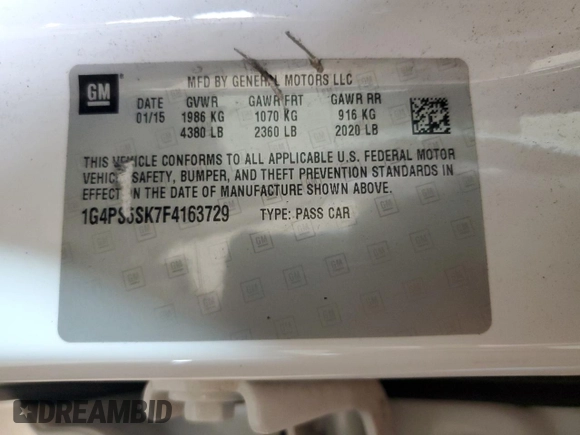 GM
MFD BY GENERAL MOTORS LLC
DATE GVWR GAWR FRT GAWR RR
01/15 1986 KG 1070 KG 916 KG
4380 LB 2360 LB 2020 LB
THIS VEHICLE CONFORMS TO ALL APPLICABLE U.S. FEDERAL MOTOR
VEHICLE SAFETY, BUMPER, AND THEFT PREVENTION STANDARDS IN
EFFECT IN THE DATE OF MANUFACTURE SHOWN ABOVE.
1G4PS5SK7F4163729 TYPE: PASS CAR
DREAMBID